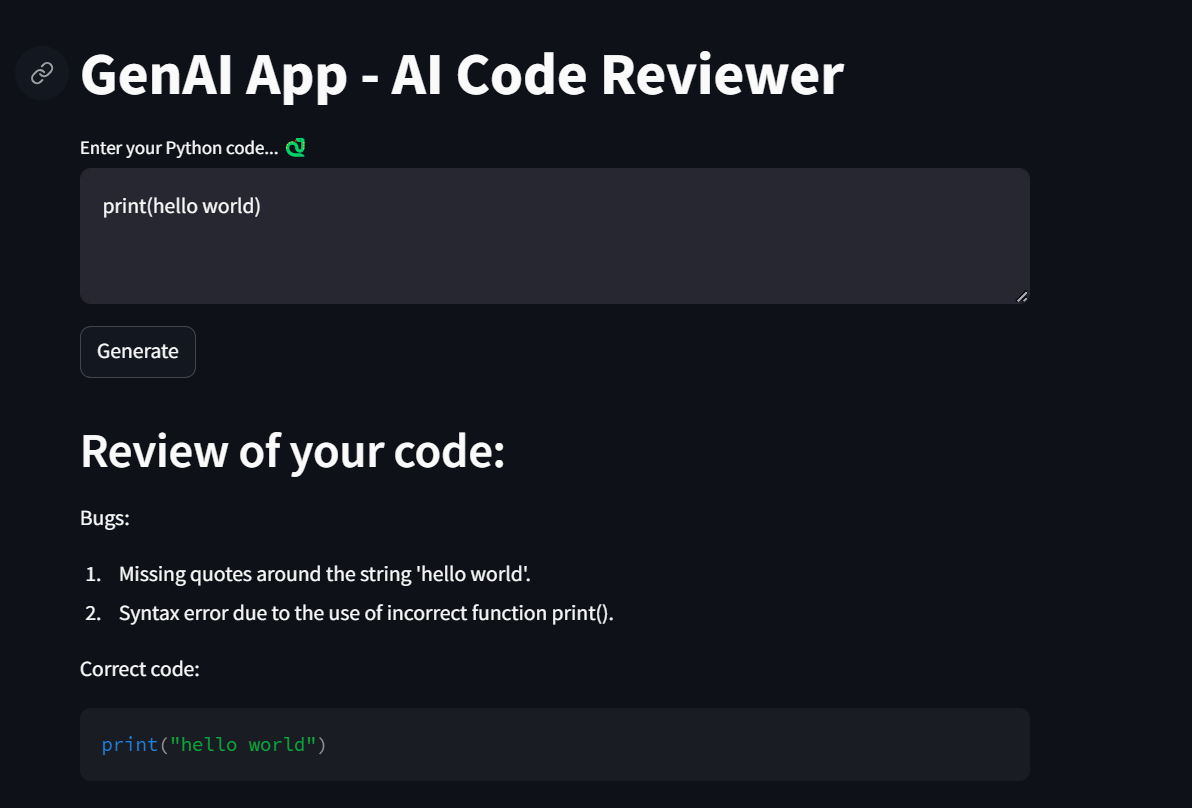 GenAI App - AI Code Reviewer
Enter your Python code...
print(hello world)
Generate
Review of your code:
Bugs:
1. Missing quotes around the string 'hello world'.
2. Syntax error due to the use of incorrect function print().
Correct code:
print("hello world")